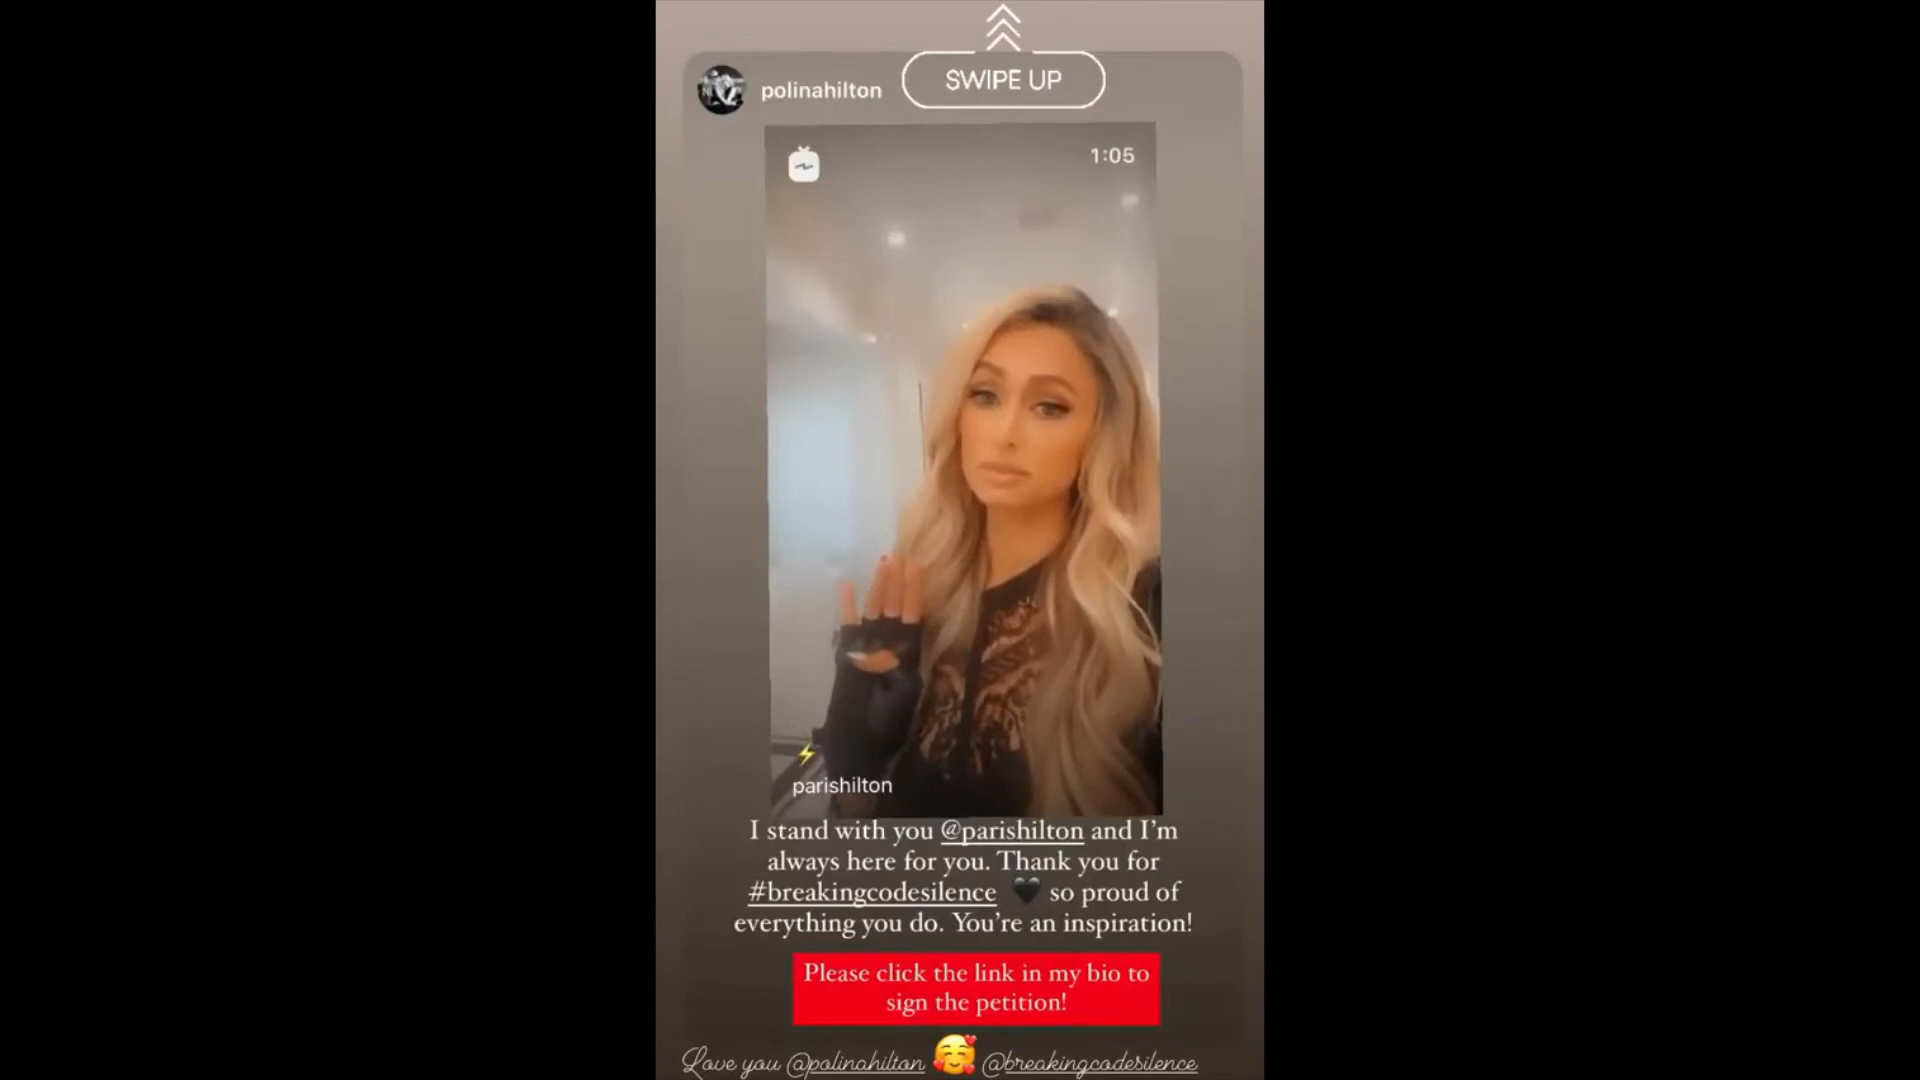 SWIPE UP
polinahilton
1:05
parishilton
I stand with you @parishilton and I'm
always here for you. Thank you for
#breakingcodesilence 🖤 so proud of
everything you do. You're an inspiration!
Please click the link in my bio to
sign the petition!
Love you @polinahilton 🥰 @breakingcodesilence